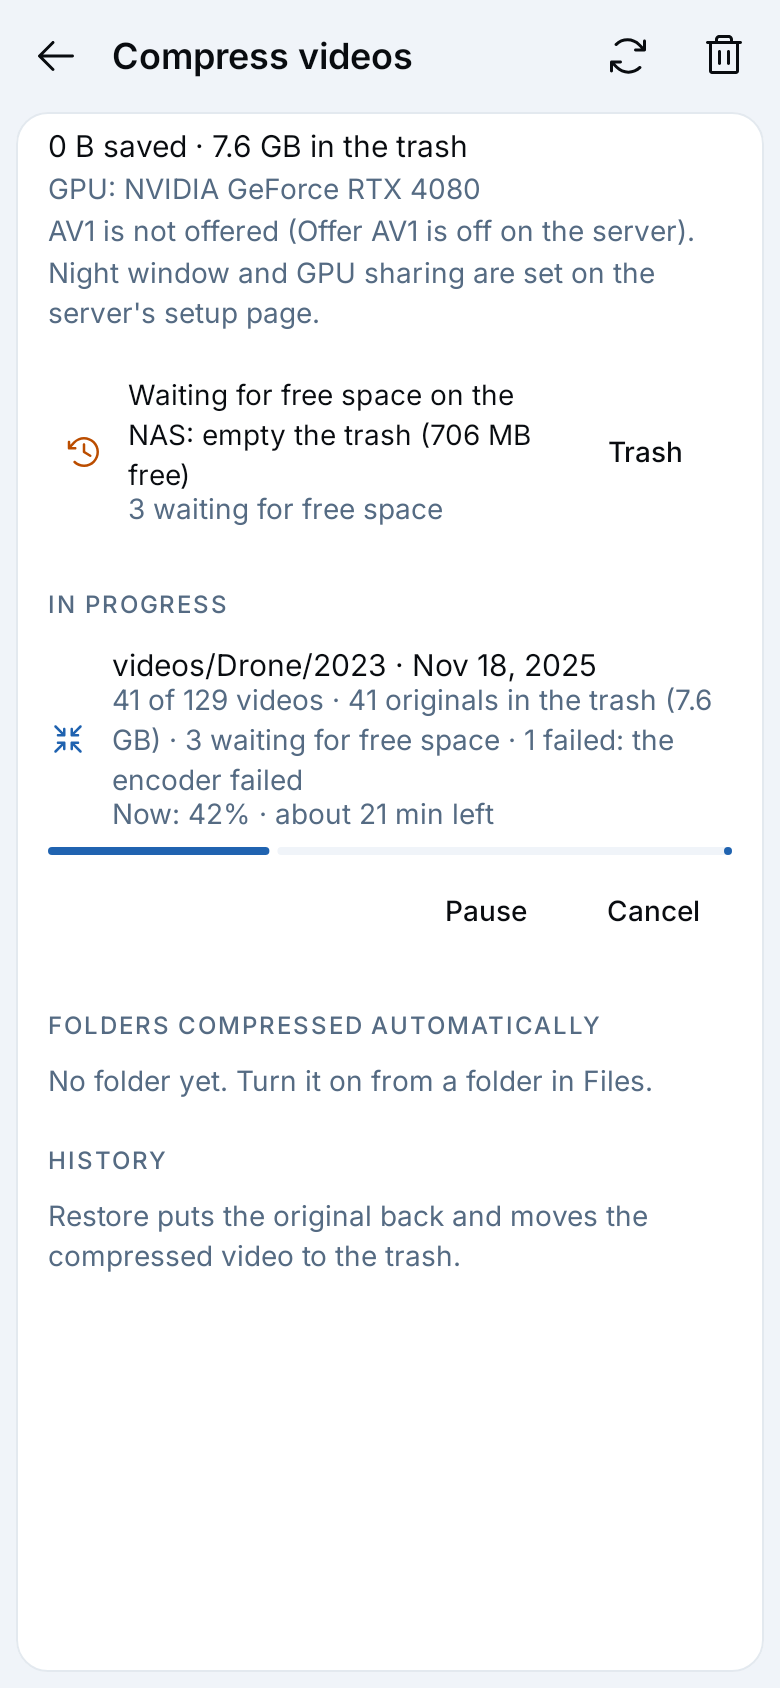 Compress videos
0 B saved · 7.6 GB in the trash
GPU: NVIDIA GeForce RTX 4080
AV1 is not offered (Offer AV1 is off on the server).
Night window and GPU sharing are set on the
server's setup page.
Waiting for free space on the
NAS: empty the trash (706 MB
free)
3 waiting for free space
Trash
IN PROGRESS
videos/Drone/2023 · Nov 18, 2025
41 of 129 videos · 41 originals in the trash (7.6
GB) · 3 waiting for free space · 1 failed: the
encoder failed
Now: 42% · about 21 min left
Pause
Cancel
FOLDERS COMPRESSED AUTOMATICALLY
No folder yet. Turn it on from a folder in Files.
HISTORY
Restore puts the original back and moves the
compressed video to the trash.